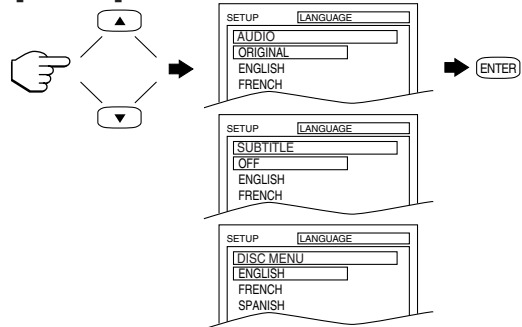 SETUP LANGUAGE
AUDIO
ORIGINAL
ENGLISH
FRENCH
ENTER
SETUP LANGUAGE
SUBTITLE
OFF
ENGLISH
FRENCH
SETUP LANGUAGE
DISC MENU
ENGLISH
FRENCH
SPANISH